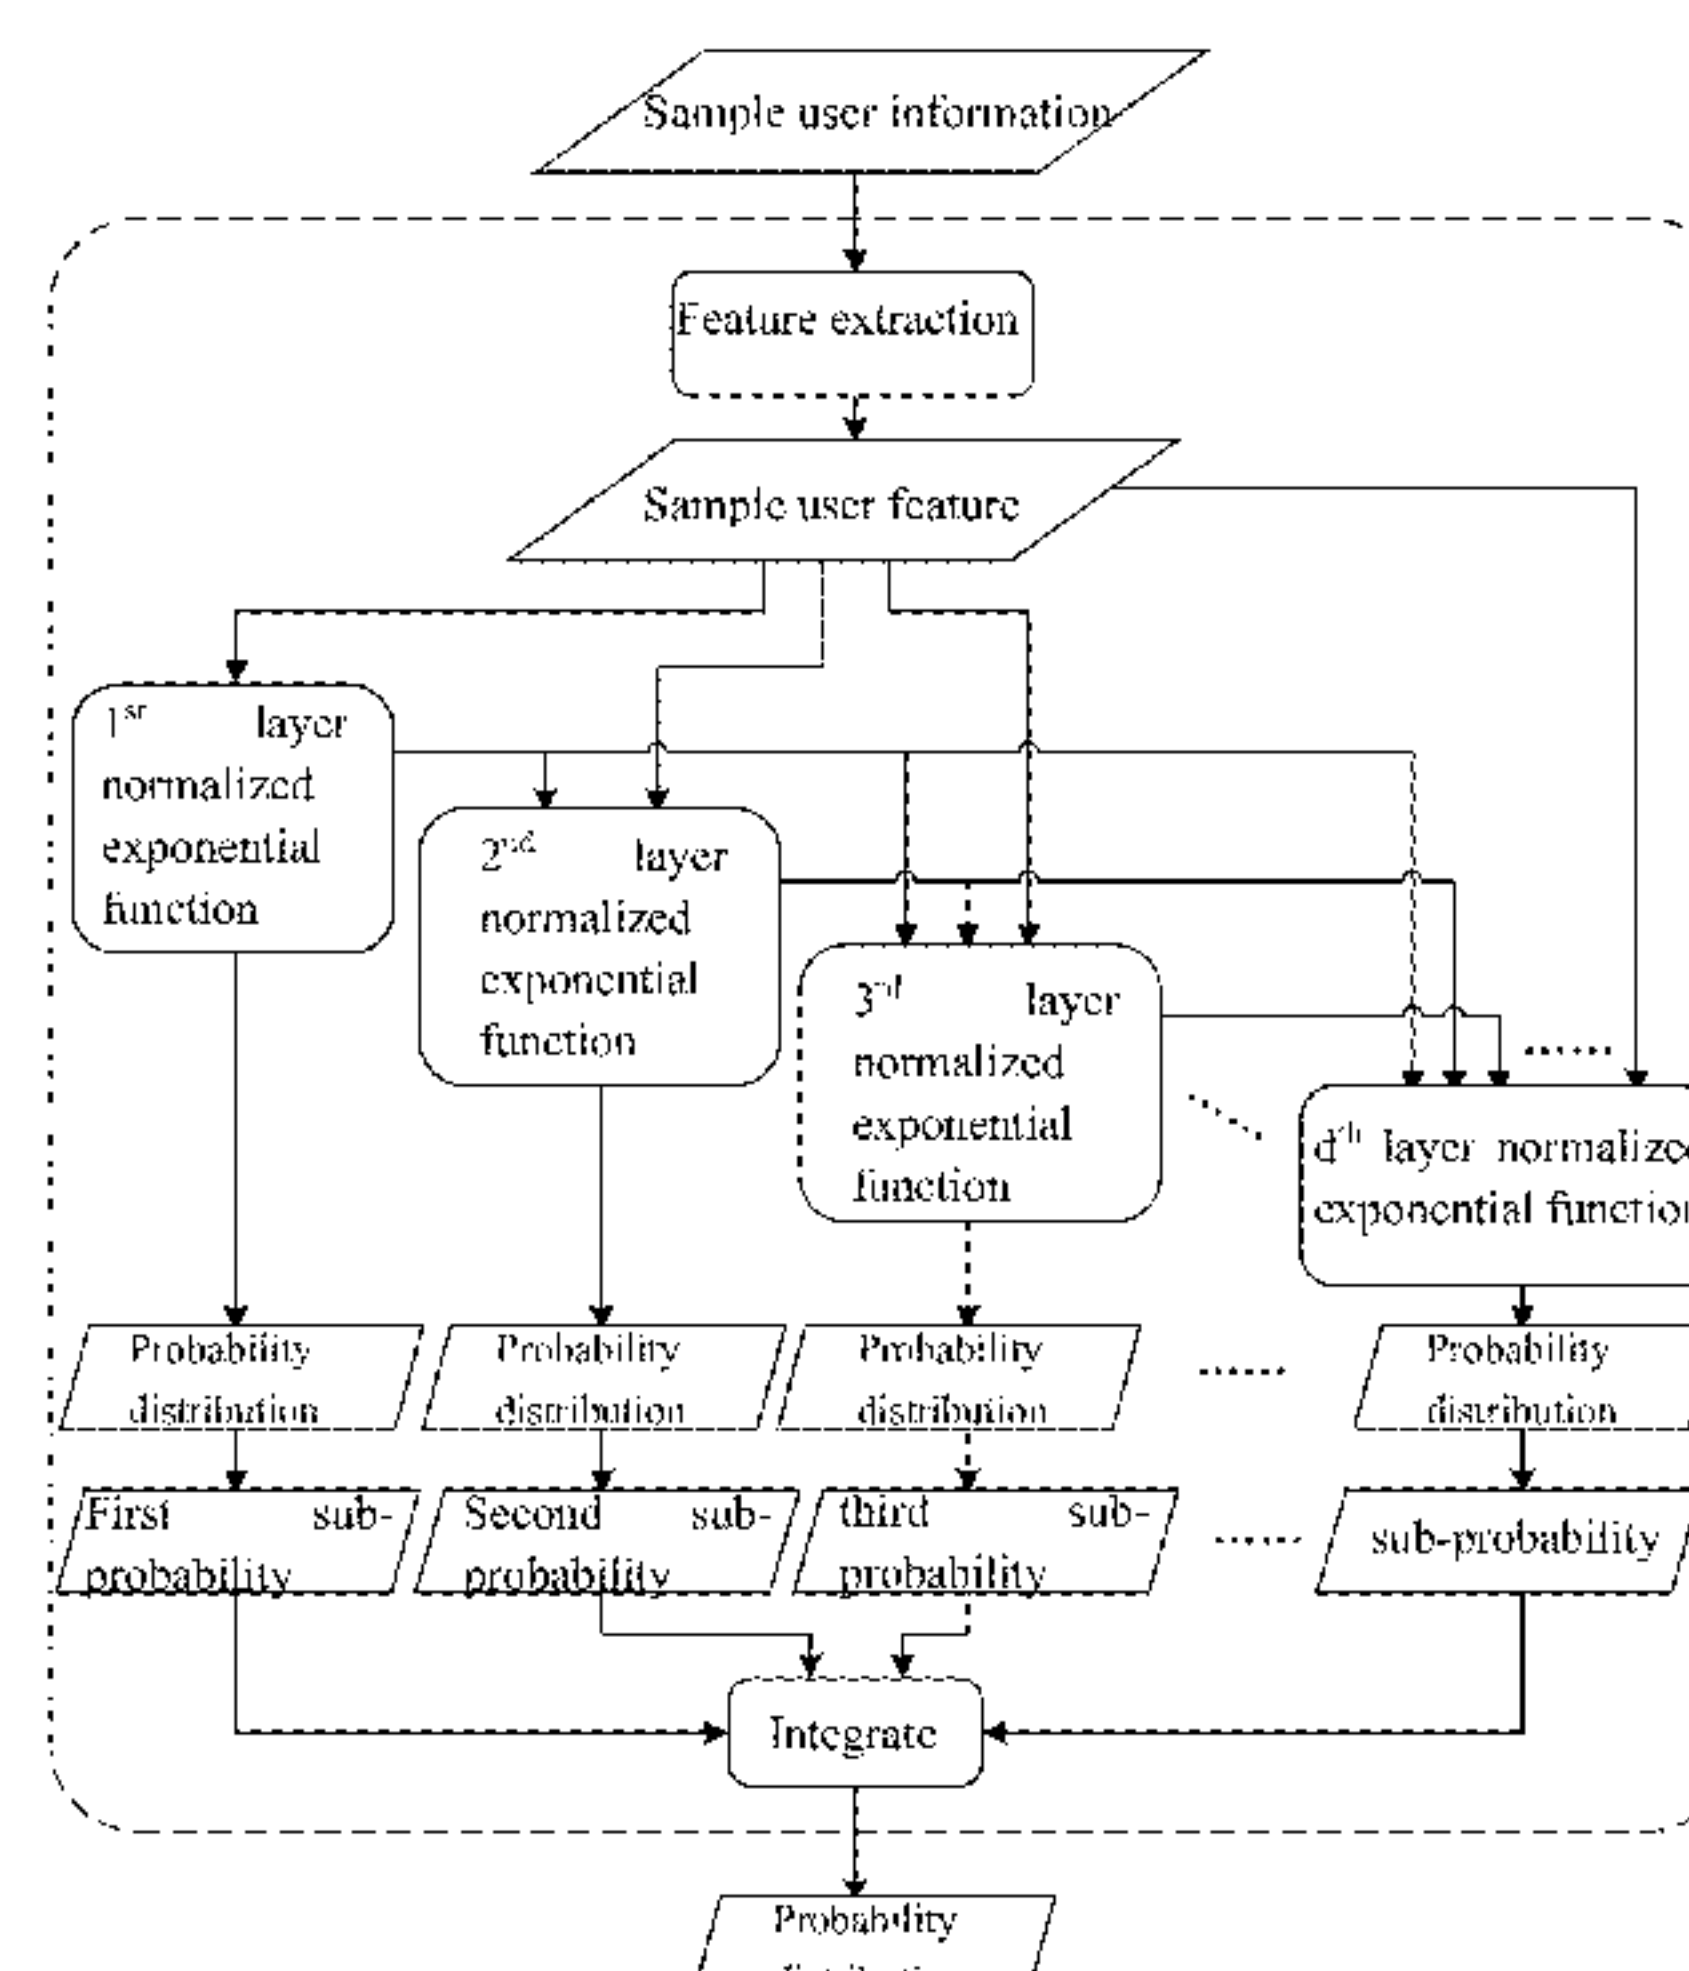 Sample user information
Feature extraction
Sample user feature
1st layer
normalized
exponential
function
2nd layer
normalized
exponential
function
3rd layer
normalized
exponential
function
......
......
dth layer normalized
exponential function
Probability
distribution
Probability
distribution
Probability
distribution
......
Probability
distribution
First sub-
probability
Second sub-
probability
third sub-
probability
......
sub-probability
Integrate
Probability